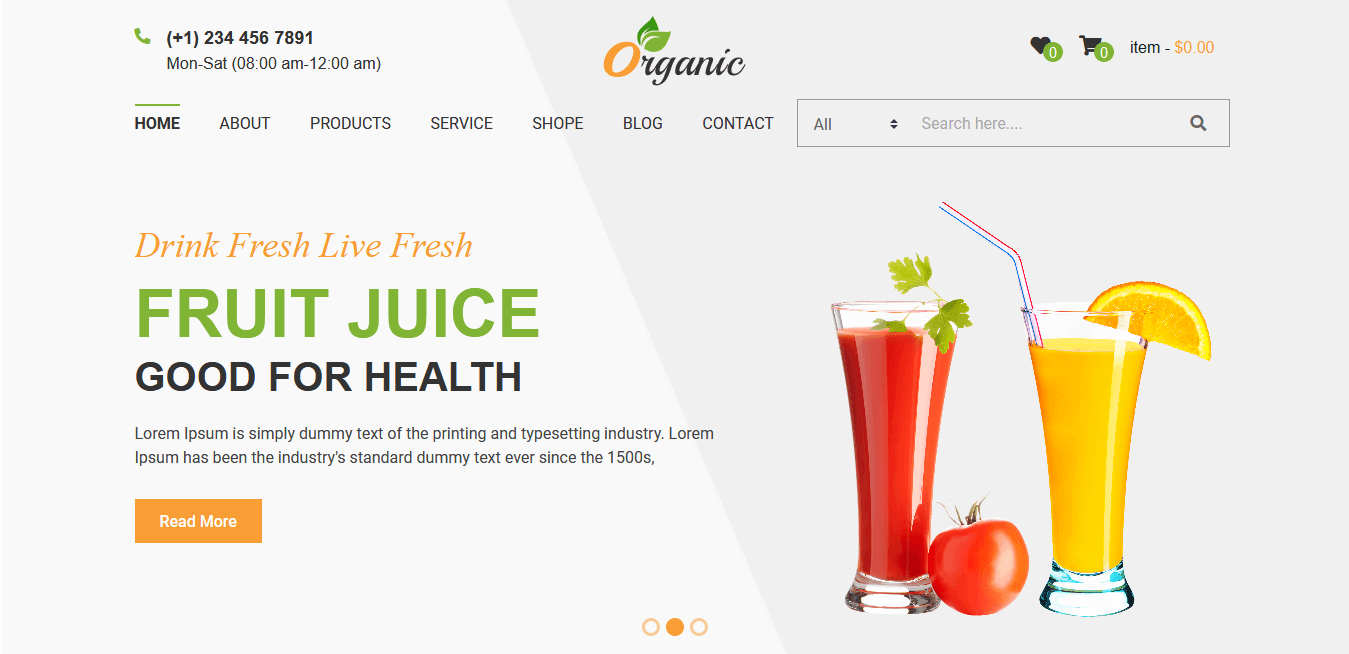 (+1) 234 456 7891
Mon-Sat (08:00 am-12:00 am)
Organic
0
0
item - $0.00
HOME ABOUT PRODUCTS SERVICE SHOPE BLOG CONTACT
All
Search here....
Drink Fresh Live Fresh
FRUIT JUICE
GOOD FOR HEALTH
Lorem Ipsum is simply dummy text of the printing and typesetting industry. Lorem
Ipsum has been the industry's standard dummy text ever since the 1500s,
Read More